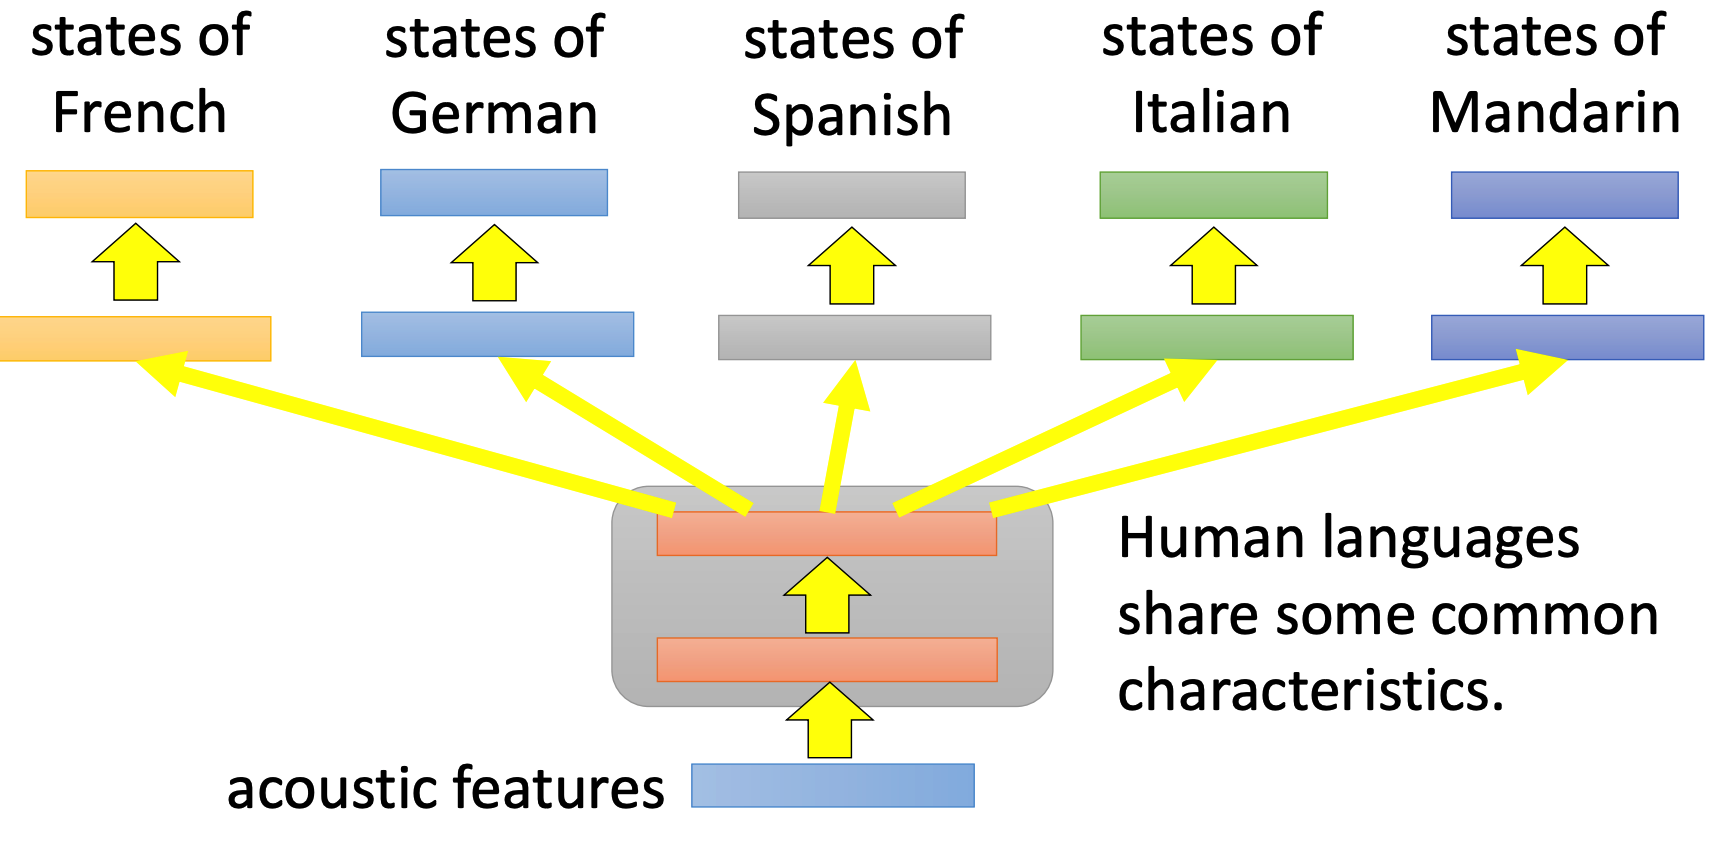 states of
French
states of
German
states of
Spanish
states of
Italian
states of
Mandarin
Human languages
share some common
characteristics.
acoustic features